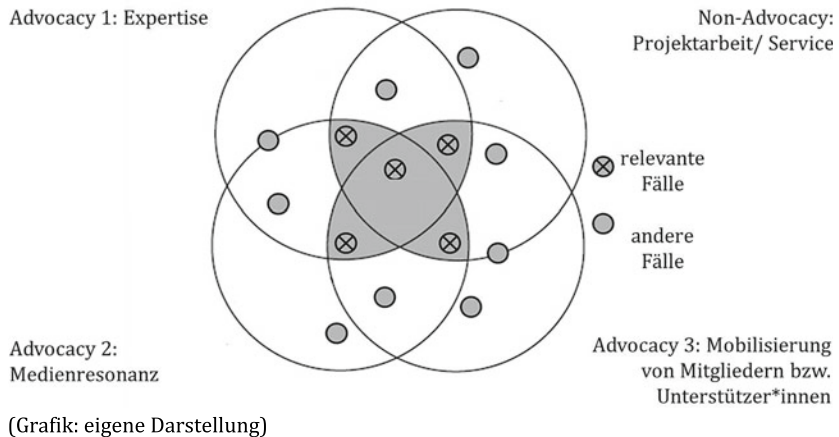 Advocacy 1: Expertise
Non-Advocacy:
Projektarbeit/ Service
relevante
Fälle
andere
Fälle
Advocacy 2:
Medienresonanz
Advocacy 3: Mobilisierung
von Mitgliedern bzw.
Unterstützer*innen
(Grafik: eigene Darstellung)